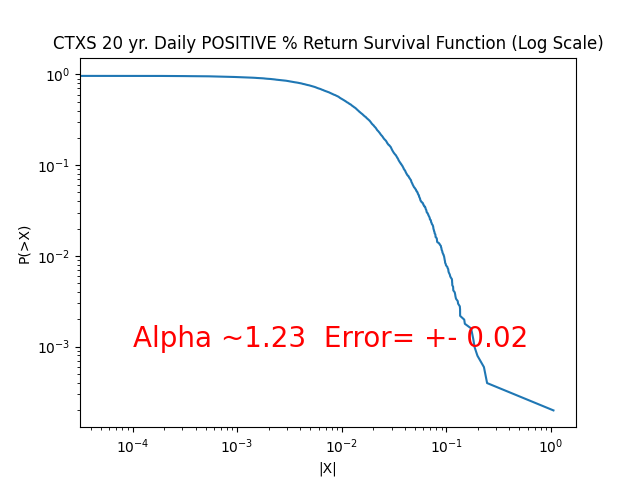 CTXS 20 yr. Daily POSITIVE % Return Survival Function (Log Scale)
10⁰
10⁻¹
10⁻²
10⁻³
P(>X)
Alpha ~1.23  Error= +- 0.02
10⁻⁴ 10⁻³ 10⁻² 10⁻¹ 10⁰
|X|